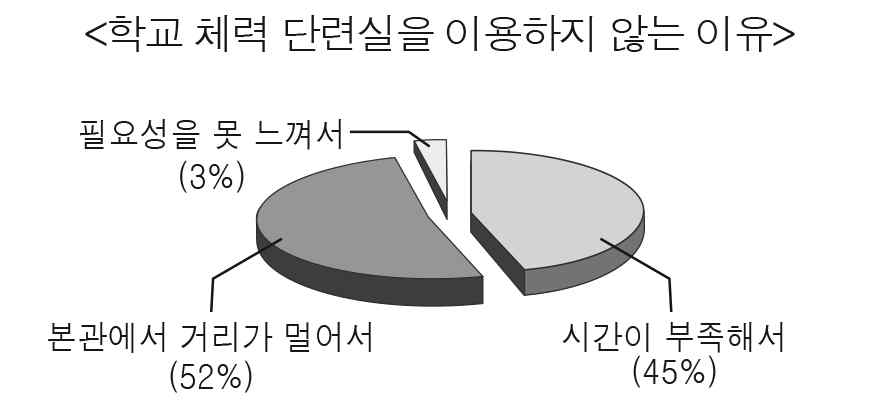 <학교 체력 단련실을 이용하지 않는 이유>
필요성을 못 느껴서
(3%)
본관에서 거리가 멀어서
(52%)
시간이 부족해서
(45%)